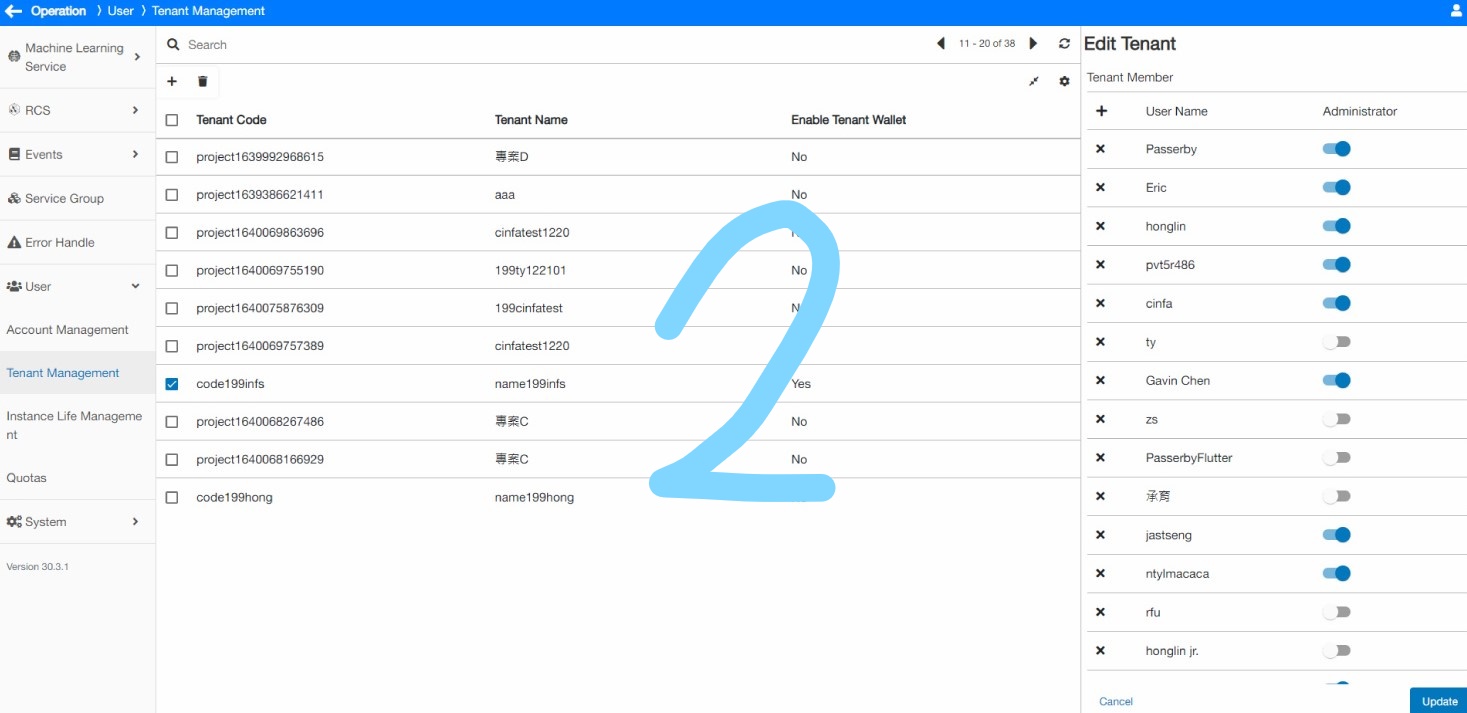 Operation 〉 User 〉 Tenant Management
Machine Learning
Service
RCS
Events
Service Group
Error Handle
User
Account Management
Tenant Management
Instance Life Manageme
nt
Quotas
System
Version 30.3.1
Search
11 - 20 of 38
Tenant Code Tenant Name Enable Tenant Wallet
project1639992968615 專案D No
project1639386621411 aaa No
project1640069863696 cinfatest1220
project1640069755190 199ty122101 No
project1640075876309 199cinfatest
project1640069757389 cinfatest1220
code199infs name199infs Yes
project1640068267486 專案C No
project1640068166929 專案C No
code199hong name199hong
2
Edit Tenant
Tenant Member
User Name Administrator
Passerby
Eric
honglin
pvt5r486
cinfa
ty
Gavin Chen
zs
PasserbyFlutter
承育
jastseng
ntylmacaca
rfu
honglin jr.
Cancel Update